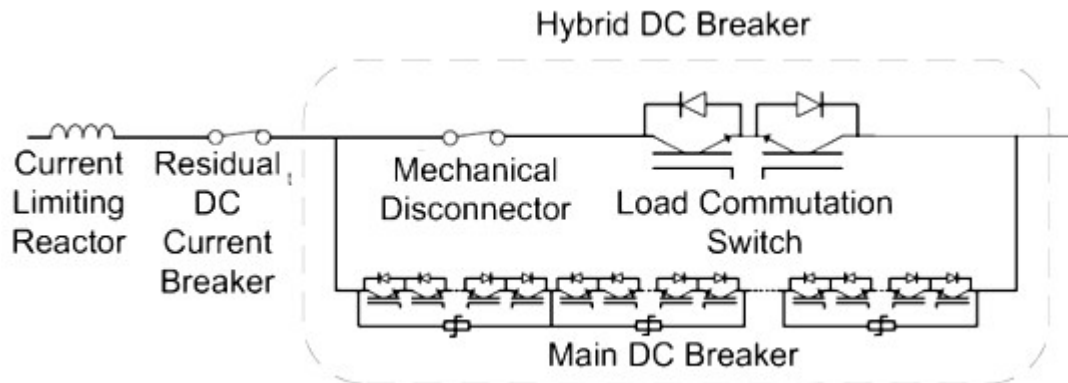 Hybrid DC Breaker
Current
Limiting
Reactor
Residual
DC
Current
Breaker
Mechanical
Disconnector
Load Commutation
Switch
Main DC Breaker